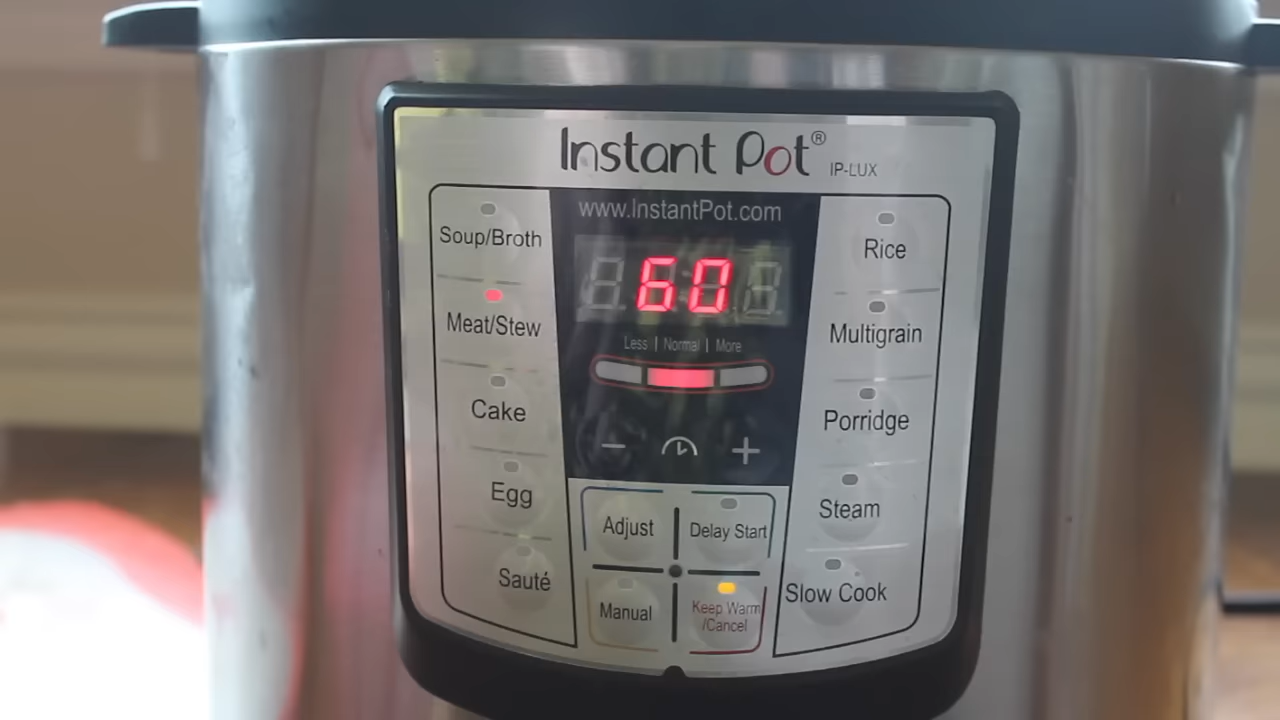 Instant Pot®
IP-LUX
www.InstantPot.com
60
Less | Normal | More
Soup/Broth
Meat/Stew
Cake
Egg
Sauté
Rice
Multigrain
Porridge
Steam
Slow Cook
− +
Adjust
Delay Start
Manual
Keep Warm
/Cancel